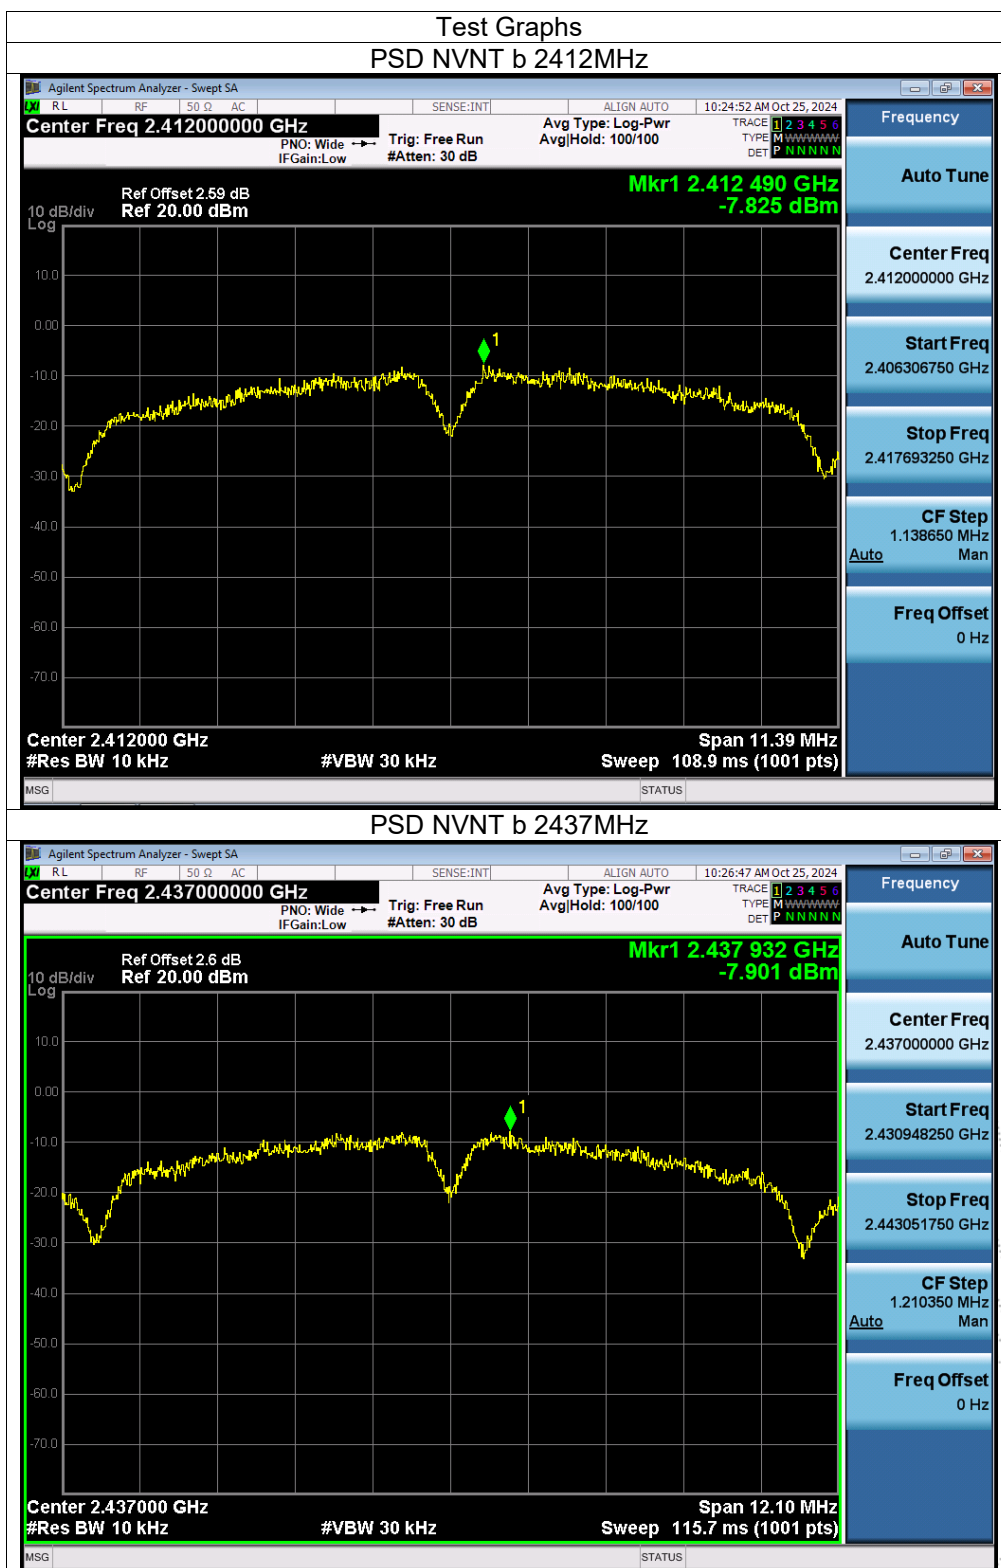 Test Graphs
PSD NVNT b 2412MHz
Agilent Spectrum Analyzer - Swept SA
LXI RL RF 50 Ω AC SENSE:INT ALIGN AUTO 10:24:52 AM Oct 25, 2024
Center Freq 2.412000000 GHz
PNO: Wide
IFGain:Low
Trig: Free Run
#Atten: 30 dB
Avg Type: Log-Pwr
Avg|Hold: 100/100
TRACE 1 2 3 4 5 6
TYPE M WWWWW
DET P N N N N N
Ref Offset 2.59 dB
10 dB/div Ref 20.00 dBm
Log
Mkr1 2.412 490 GHz
-7.825 dBm
10.0
0.00
1
-10.0
-20.0
-30.0
-40.0
-50.0
-60.0
-70.0
Center 2.412000 GHz Span 11.39 MHz
#Res BW 10 kHz #VBW 30 kHz Sweep 108.9 ms (1001 pts)
MSG STATUS
Frequency
Auto Tune
Center Freq
2.412000000 GHz
Start Freq
2.406306750 GHz
Stop Freq
2.417693250 GHz
CF Step
1.138650 MHz
Auto Man
Freq Offset
0 Hz
PSD NVNT b 2437MHz
Agilent Spectrum Analyzer - Swept SA
LXI RL RF 50 Ω AC SENSE:INT ALIGN AUTO 10:26:47 AM Oct 25, 2024
Center Freq 2.437000000 GHz
PNO: Wide
IFGain:Low
Trig: Free Run
#Atten: 30 dB
Avg Type: Log-Pwr
Avg|Hold: 100/100
TRACE 1 2 3 4 5 6
TYPE M WWWWW
DET P N N N N N
Ref Offset 2.6 dB
10 dB/div Ref 20.00 dBm
Log
Mkr1 2.437 932 GHz
-7.901 dBm
10.0
0.00
1
-10.0
-20.0
-30.0
-40.0
-50.0
-60.0
-70.0
Center 2.437000 GHz Span 12.10 MHz
#Res BW 10 kHz #VBW 30 kHz Sweep 115.7 ms (1001 pts)
MSG STATUS
Frequency
Auto Tune
Center Freq
2.437000000 GHz
Start Freq
2.430948250 GHz
Stop Freq
2.443051750 GHz
CF Step
1.210350 MHz
Auto Man
Freq Offset
0 Hz